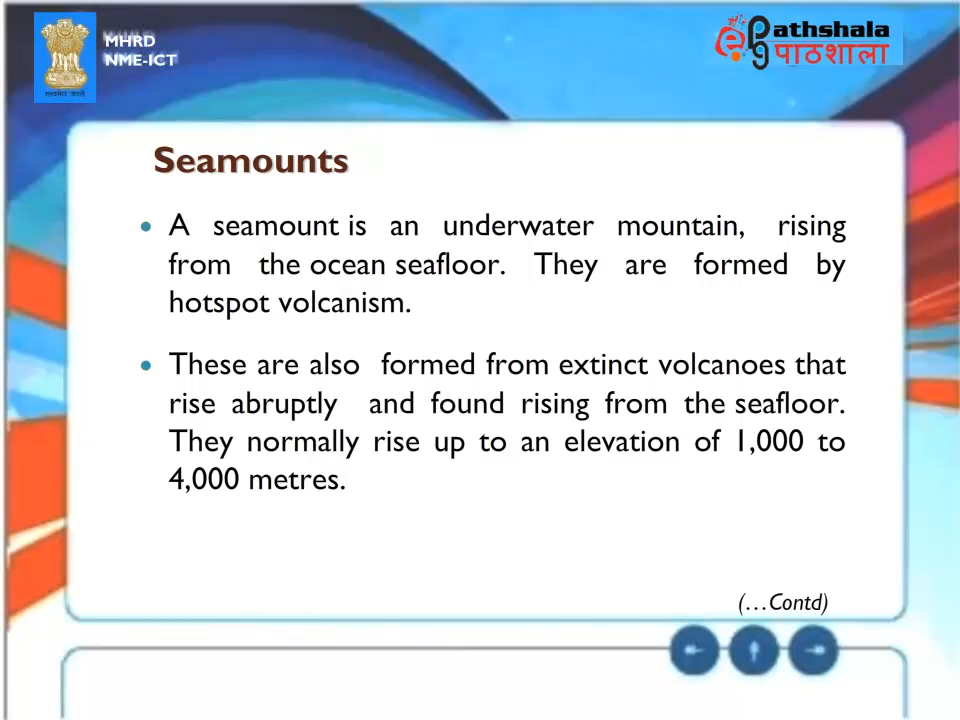 MHRD
NME-ICT
ePathshala
पाठशाला
Seamounts
• A seamount is an underwater mountain, rising
from the ocean seafloor. They are formed by
hotspot volcanism.
• These are also formed from extinct volcanoes that
rise abruptly and found rising from the seafloor.
They normally rise up to an elevation of 1,000 to
4,000 metres.
(...Contd)